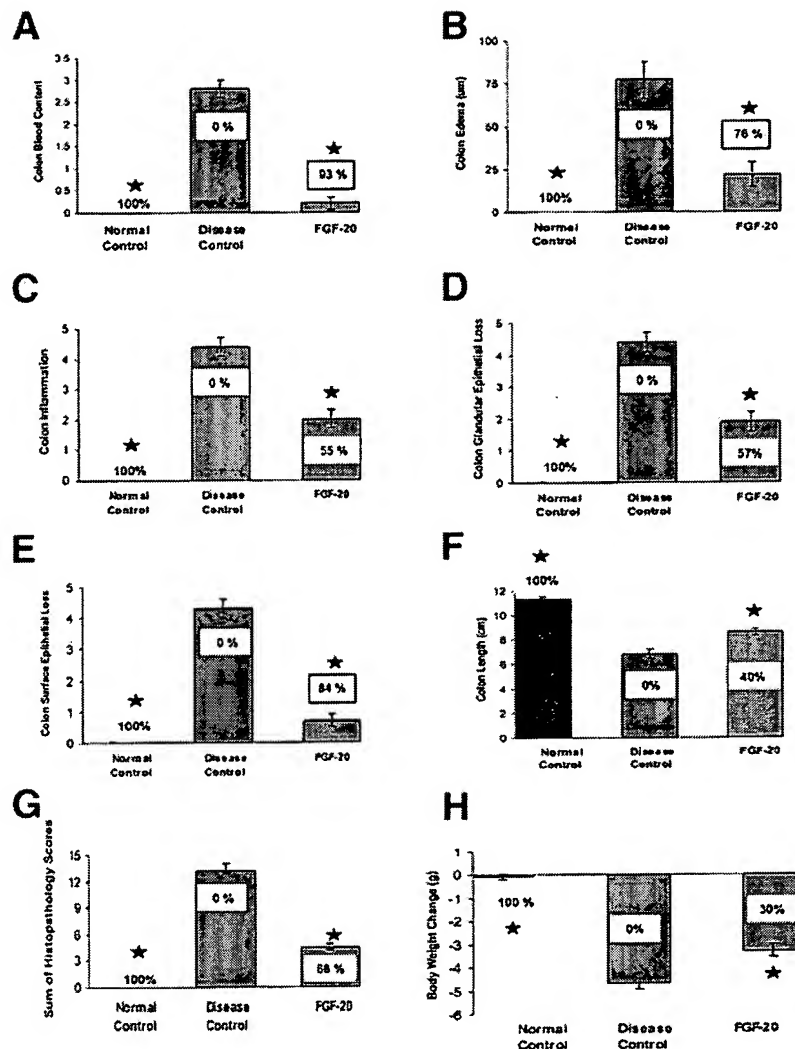 A
Colon Blood Content
3.5
3
2.5
2
1.5
1
0.5
0
100%
0 %
93 %
Normal Control
Disease Control
FGF-20
B
Colon Edema (um)
100
75
50
25
0
100%
0 %
76 %
Normal Control
Disease Control
FGF-20
C
Colon Inflammation
5
4
3
2
1
0
100%
0 %
55 %
Normal Control
Disease Control
FGF-20
D
Colon Glandular Epithelial Loss
5
4
3
2
1
0
100%
0 %
57%
Normal Control
Disease Control
FGF-20
E
Colon Surface Epithelial Loss
5
4
3
2
1
0
100%
0 %
84 %
Normal Control
Disease Control
FGF-20
F
Colon Length (cm)
12
10
8
6
4
2
0
100%
0%
40%
Normal Control
Disease Control
FGF-20
G
Sum of Histopathology Scores
15
12
9
6
3
0
100%
0 %
68 %
Normal Control
Disease Control
FGF-20
H
Body Weight Change (g)
1
0
-1
-2
-3
-4
-5
-6
100 %
0%
30%
Normal Control
Disease Control
FGF-20